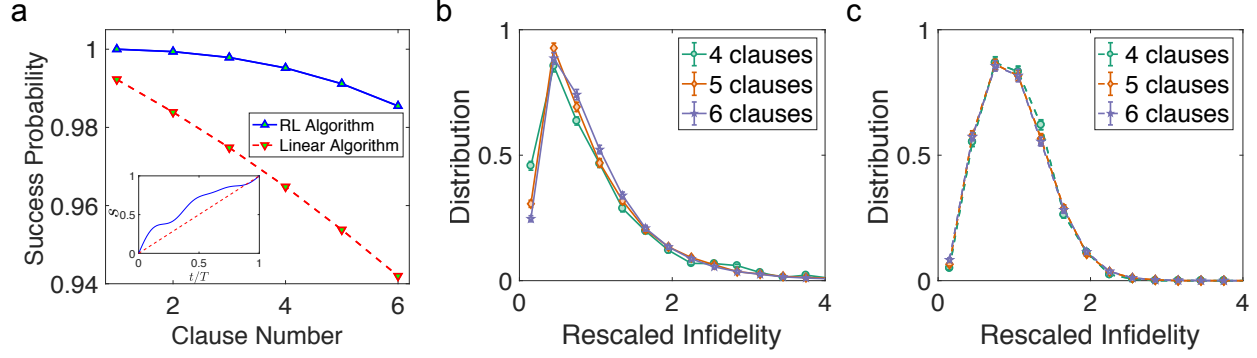 a
Success Probability
1
0.98
0.96
0.94
2
4
6
Clause Number
RL Algorithm
Linear Algorithm
S
1
0.5
0
0
1
t/T
b
Distribution
1
0.5
0
0
2
4
Rescaled Infidelity
4 clauses
5 clauses
6 clauses
c
Distribution
1
0.5
0
0
2
4
Rescaled Infidelity
4 clauses
5 clauses
6 clauses